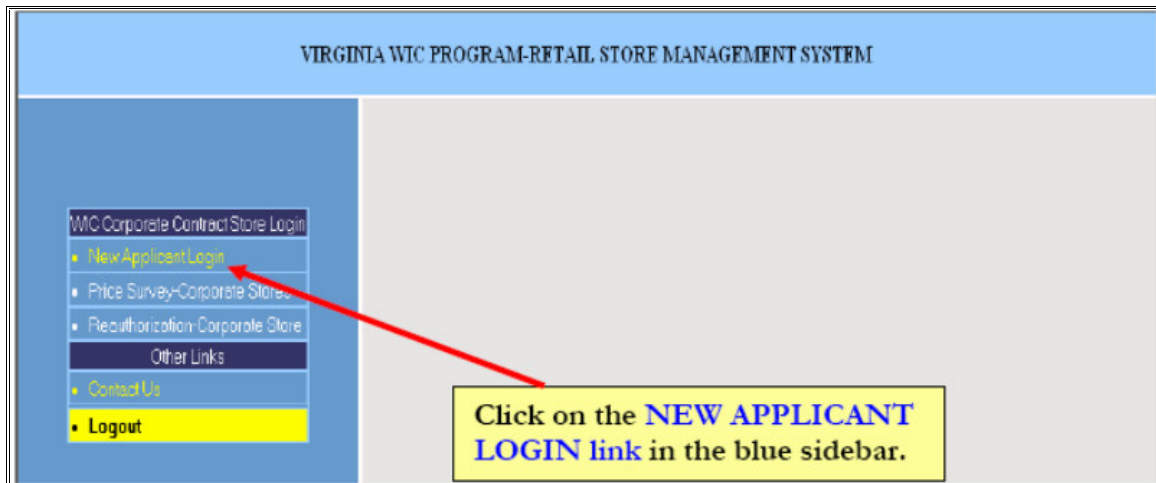 VIRGINIA WIC PROGRAM-RETAIL STORE MANAGEMENT SYSTEM
WIC Corporate Contract Store Login
New Applicant Login
Price Survey-Corporate Stores
Reauthorization-Corporate Store
Other Links
Contact Us
Logout
Click on the NEW APPLICANT
LOGIN link in the blue sidebar.